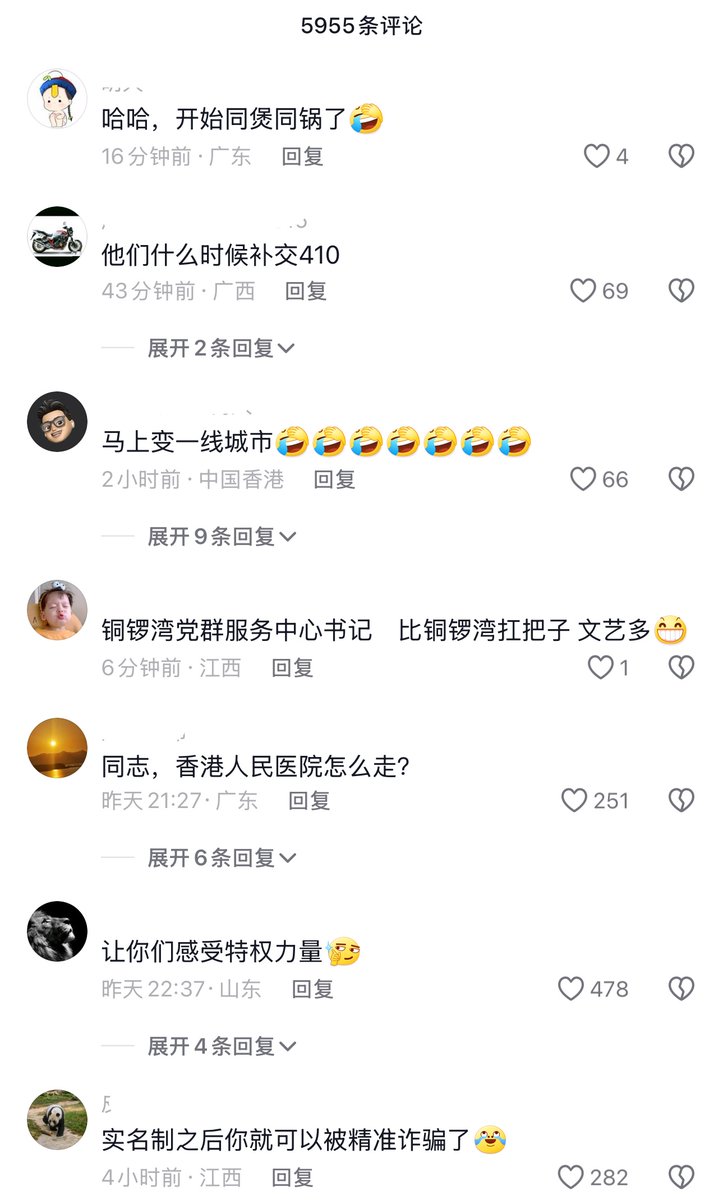 5955条评论
哈哈，开始同煲同锅了🤣
16分钟前·广东 回复 4
他们什么时候补交410
43分钟前·广西 回复 69
展开2条回复
马上变一线城市🤣🤣🤣🤣🤣🤣🤣
2小时前·中国香港 回复 66
展开9条回复
铜锣湾党群服务中心书记 比铜锣湾扛把子 文艺多😁
6分钟前·江西 回复 1
同志，香港人民医院怎么走?
昨天21:27·广东 回复 251
展开6条回复
让你们感受特权力量
昨天22:37·山东 回复 478
展开4条回复
实名制之后你就可以被精准诈骗了😂
4小时前·江西 回复 282